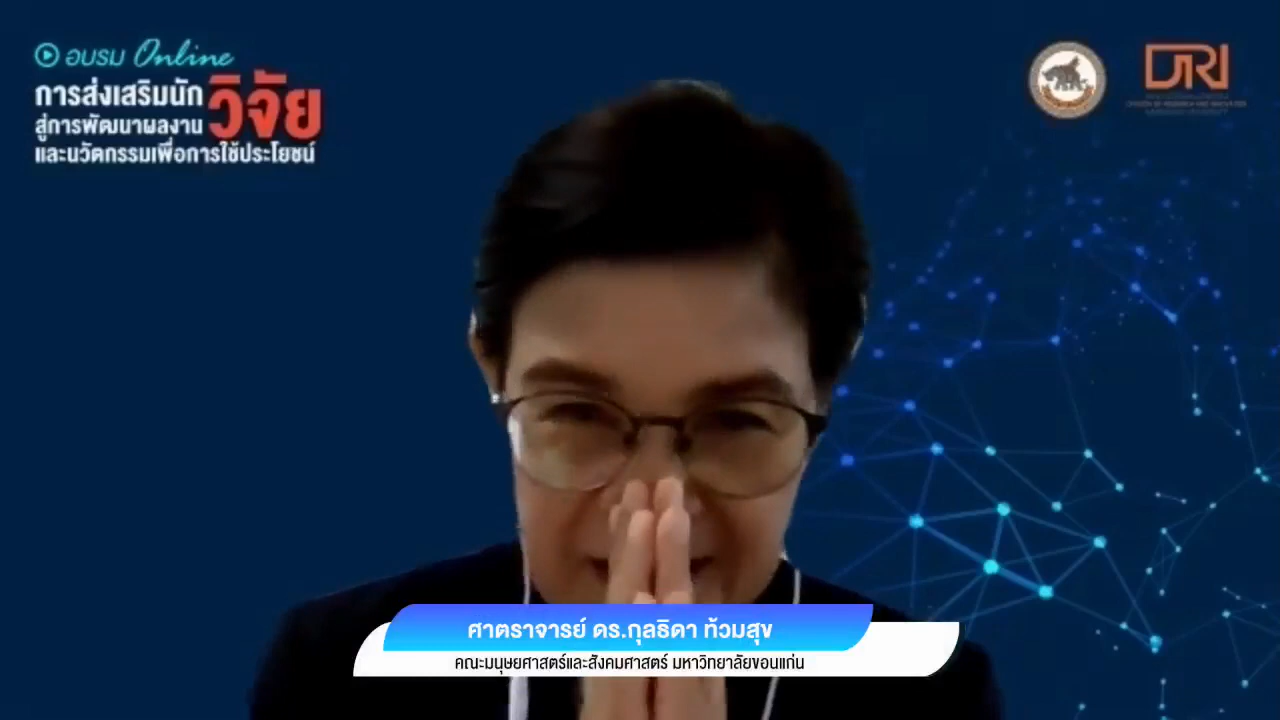 อบรม Online
การส่งเสริมนัก
วิจัย
สู่การพัฒนาผลงาน
และนวัตกรรมเพื่อการใช้ประโยชน์
DRI
DIVISION OF RESEARCH AND INNOVATION
ศาตราจารย์ ดร.กุลธิดา ท้วมสุข
คณะมนุษยศาสตร์และสังคมศาสตร์ มหาวิทยาลัยขอนแก่น